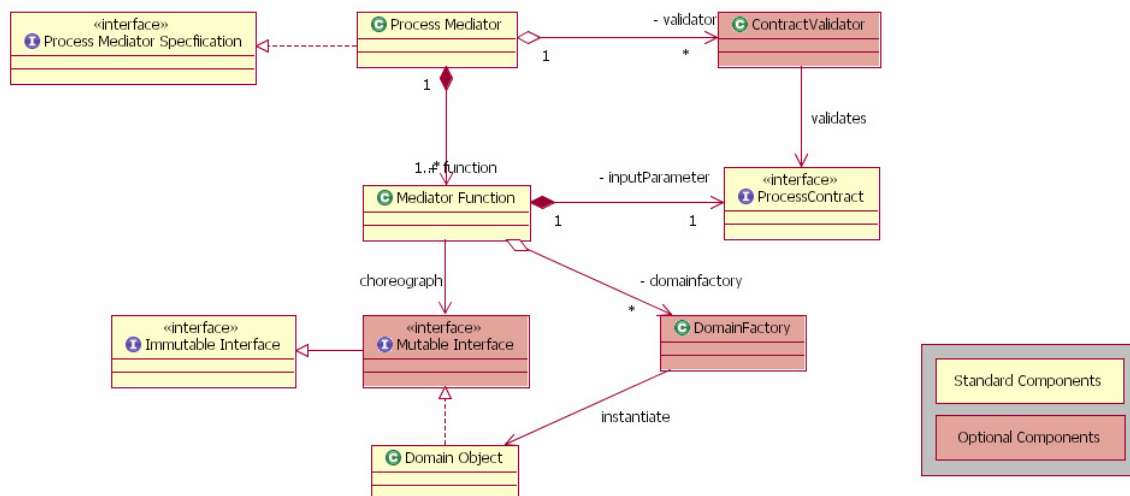 «interface»
I Process Mediator Specfiication
C Process Mediator
- validator
C ContractValidator
1
*
1
validates
1..* function
C Mediator Function
- inputParameter
«interface»
I ProcessContract
1
1
choreograph
- domainfactory
*
«interface»
I Immutable Interface
«interface»
I Mutable Interface
C DomainFactory
Standard Components
instantiate
Optional Components
C Domain Object